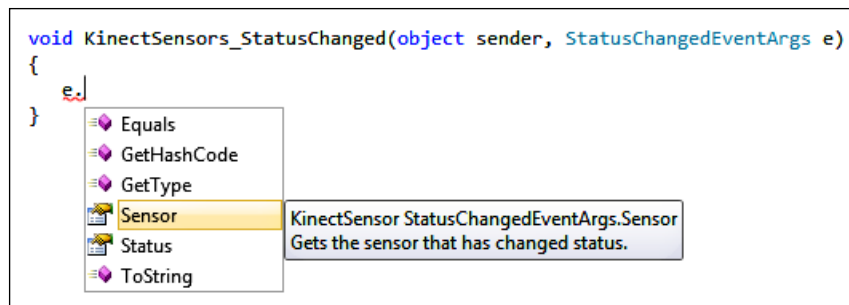 void KinectSensors_StatusChanged(object sender, StatusChangedEventArgs e)
{
e.
}
Equals
GetHashCode
GetType
Sensor
KinectSensor StatusChangedEventArgs.Sensor
Gets the sensor that has changed status.
Status
ToString